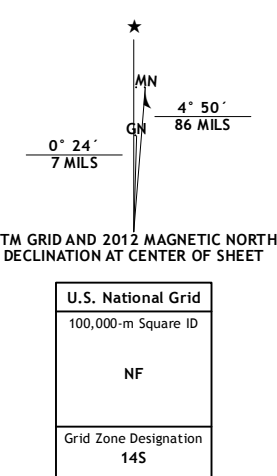 ★
MN
4° 50´
86 MILS
GN
0° 24´
7 MILS
TM GRID AND 2012 MAGNETIC NORTH
DECLINATION AT CENTER OF SHEET
U.S. National Grid
100,000-m Square ID
NF
Grid Zone Designation
14S